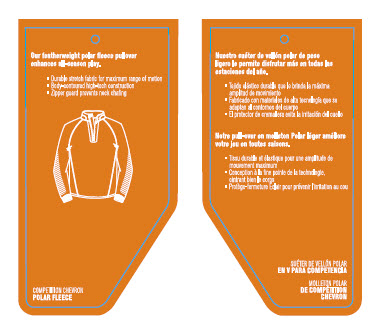 Our featherweight polar fleece pullover
enhances all-season play.
• Durable stretch fabric for maximum range of motion
• Body-contoured high-tech construction
• Zipper guard prevents neck chafing
COMPETITION CHEVRON
POLAR FLEECE
Nuestro suéter de vellón polar de peso
ligero le permite disfrutar más en todas las
estaciones del año.
• Tejido elástico durable que le brinda la máxima
amplitud de movimiento
• Fabricado con materiales de alta tecnología que se
adaptan al contorno del cuerpo
• El protector de cremallera evita la irritación del cuello
Notre pull-over en molleton Polar léger améliore
votre jeu en toutes saisons.
• Tissu durable et élastique pour une amplitude de
mouvement maximum
• Conception à la fine pointe de la technologie,
cintrant bien le corps
• Protège-fermeture Éclair pour prévenir l'irritation au cou
SUÉTER DE VELLÓN POLAR
EN V PARA COMPETENCIA
MOLLETON POLAR
DE COMPÉTITION
CHEVRON